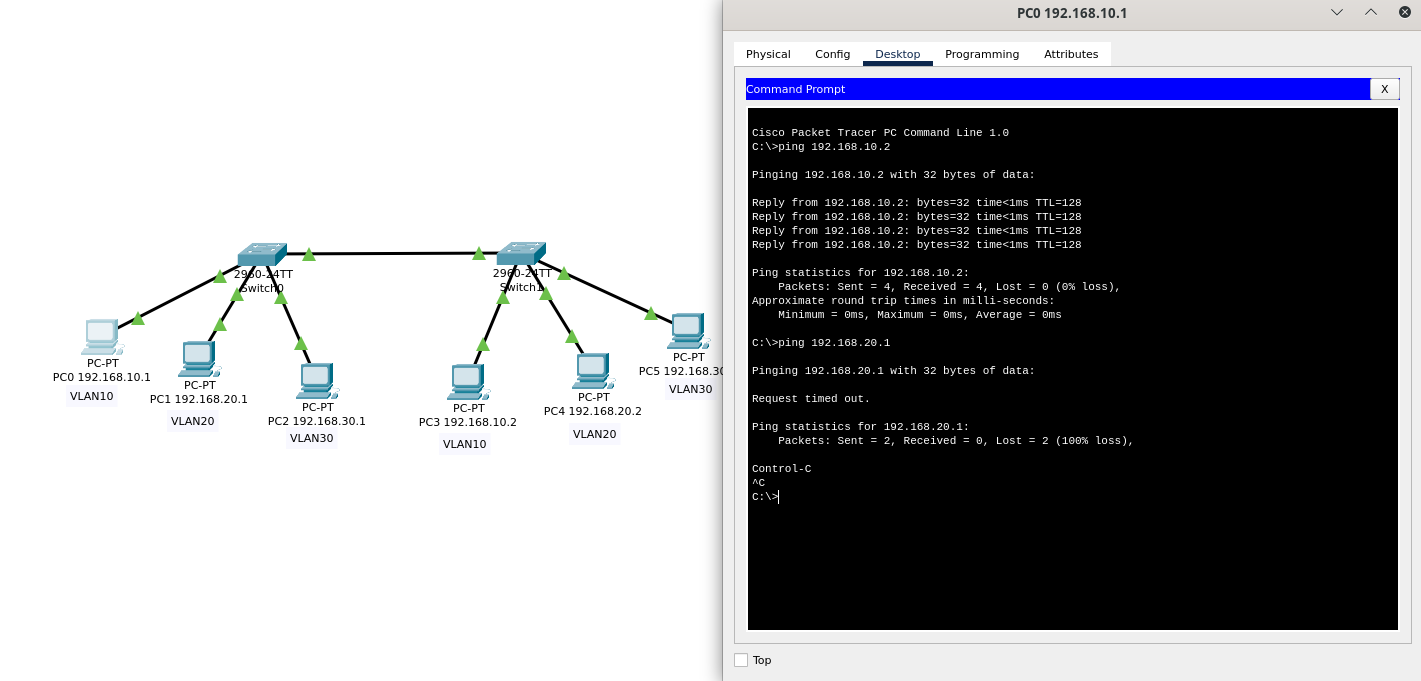 2960-24TT
Switch0
2960-24TT
Switch1
PC-PT
PC0 192.168.10.1
VLAN10
PC-PT
PC1 192.168.20.1
VLAN20
PC-PT
PC2 192.168.30.1
VLAN30
PC-PT
PC3 192.168.10.2
VLAN10
PC-PT
PC4 192.168.20.2
VLAN20
PC-PT
PC5 192.168.30
VLAN30
PC0 192.168.10.1
Physical Config Desktop Programming Attributes
Command Prompt X
Cisco Packet Tracer PC Command Line 1.0
C:\>ping 192.168.10.2
Pinging 192.168.10.2 with 32 bytes of data:
Reply from 192.168.10.2: bytes=32 time<1ms TTL=128
Reply from 192.168.10.2: bytes=32 time<1ms TTL=128
Reply from 192.168.10.2: bytes=32 time<1ms TTL=128
Reply from 192.168.10.2: bytes=32 time<1ms TTL=128
Ping statistics for 192.168.10.2:
Packets: Sent = 4, Received = 4, Lost = 0 (0% loss),
Approximate round trip times in milli-seconds:
Minimum = 0ms, Maximum = 0ms, Average = 0ms
C:\>ping 192.168.20.1
Pinging 192.168.20.1 with 32 bytes of data:
Request timed out.
Ping statistics for 192.168.20.1:
Packets: Sent = 2, Received = 0, Lost = 2 (100% loss),
Control-C
^C
C:\>
Top